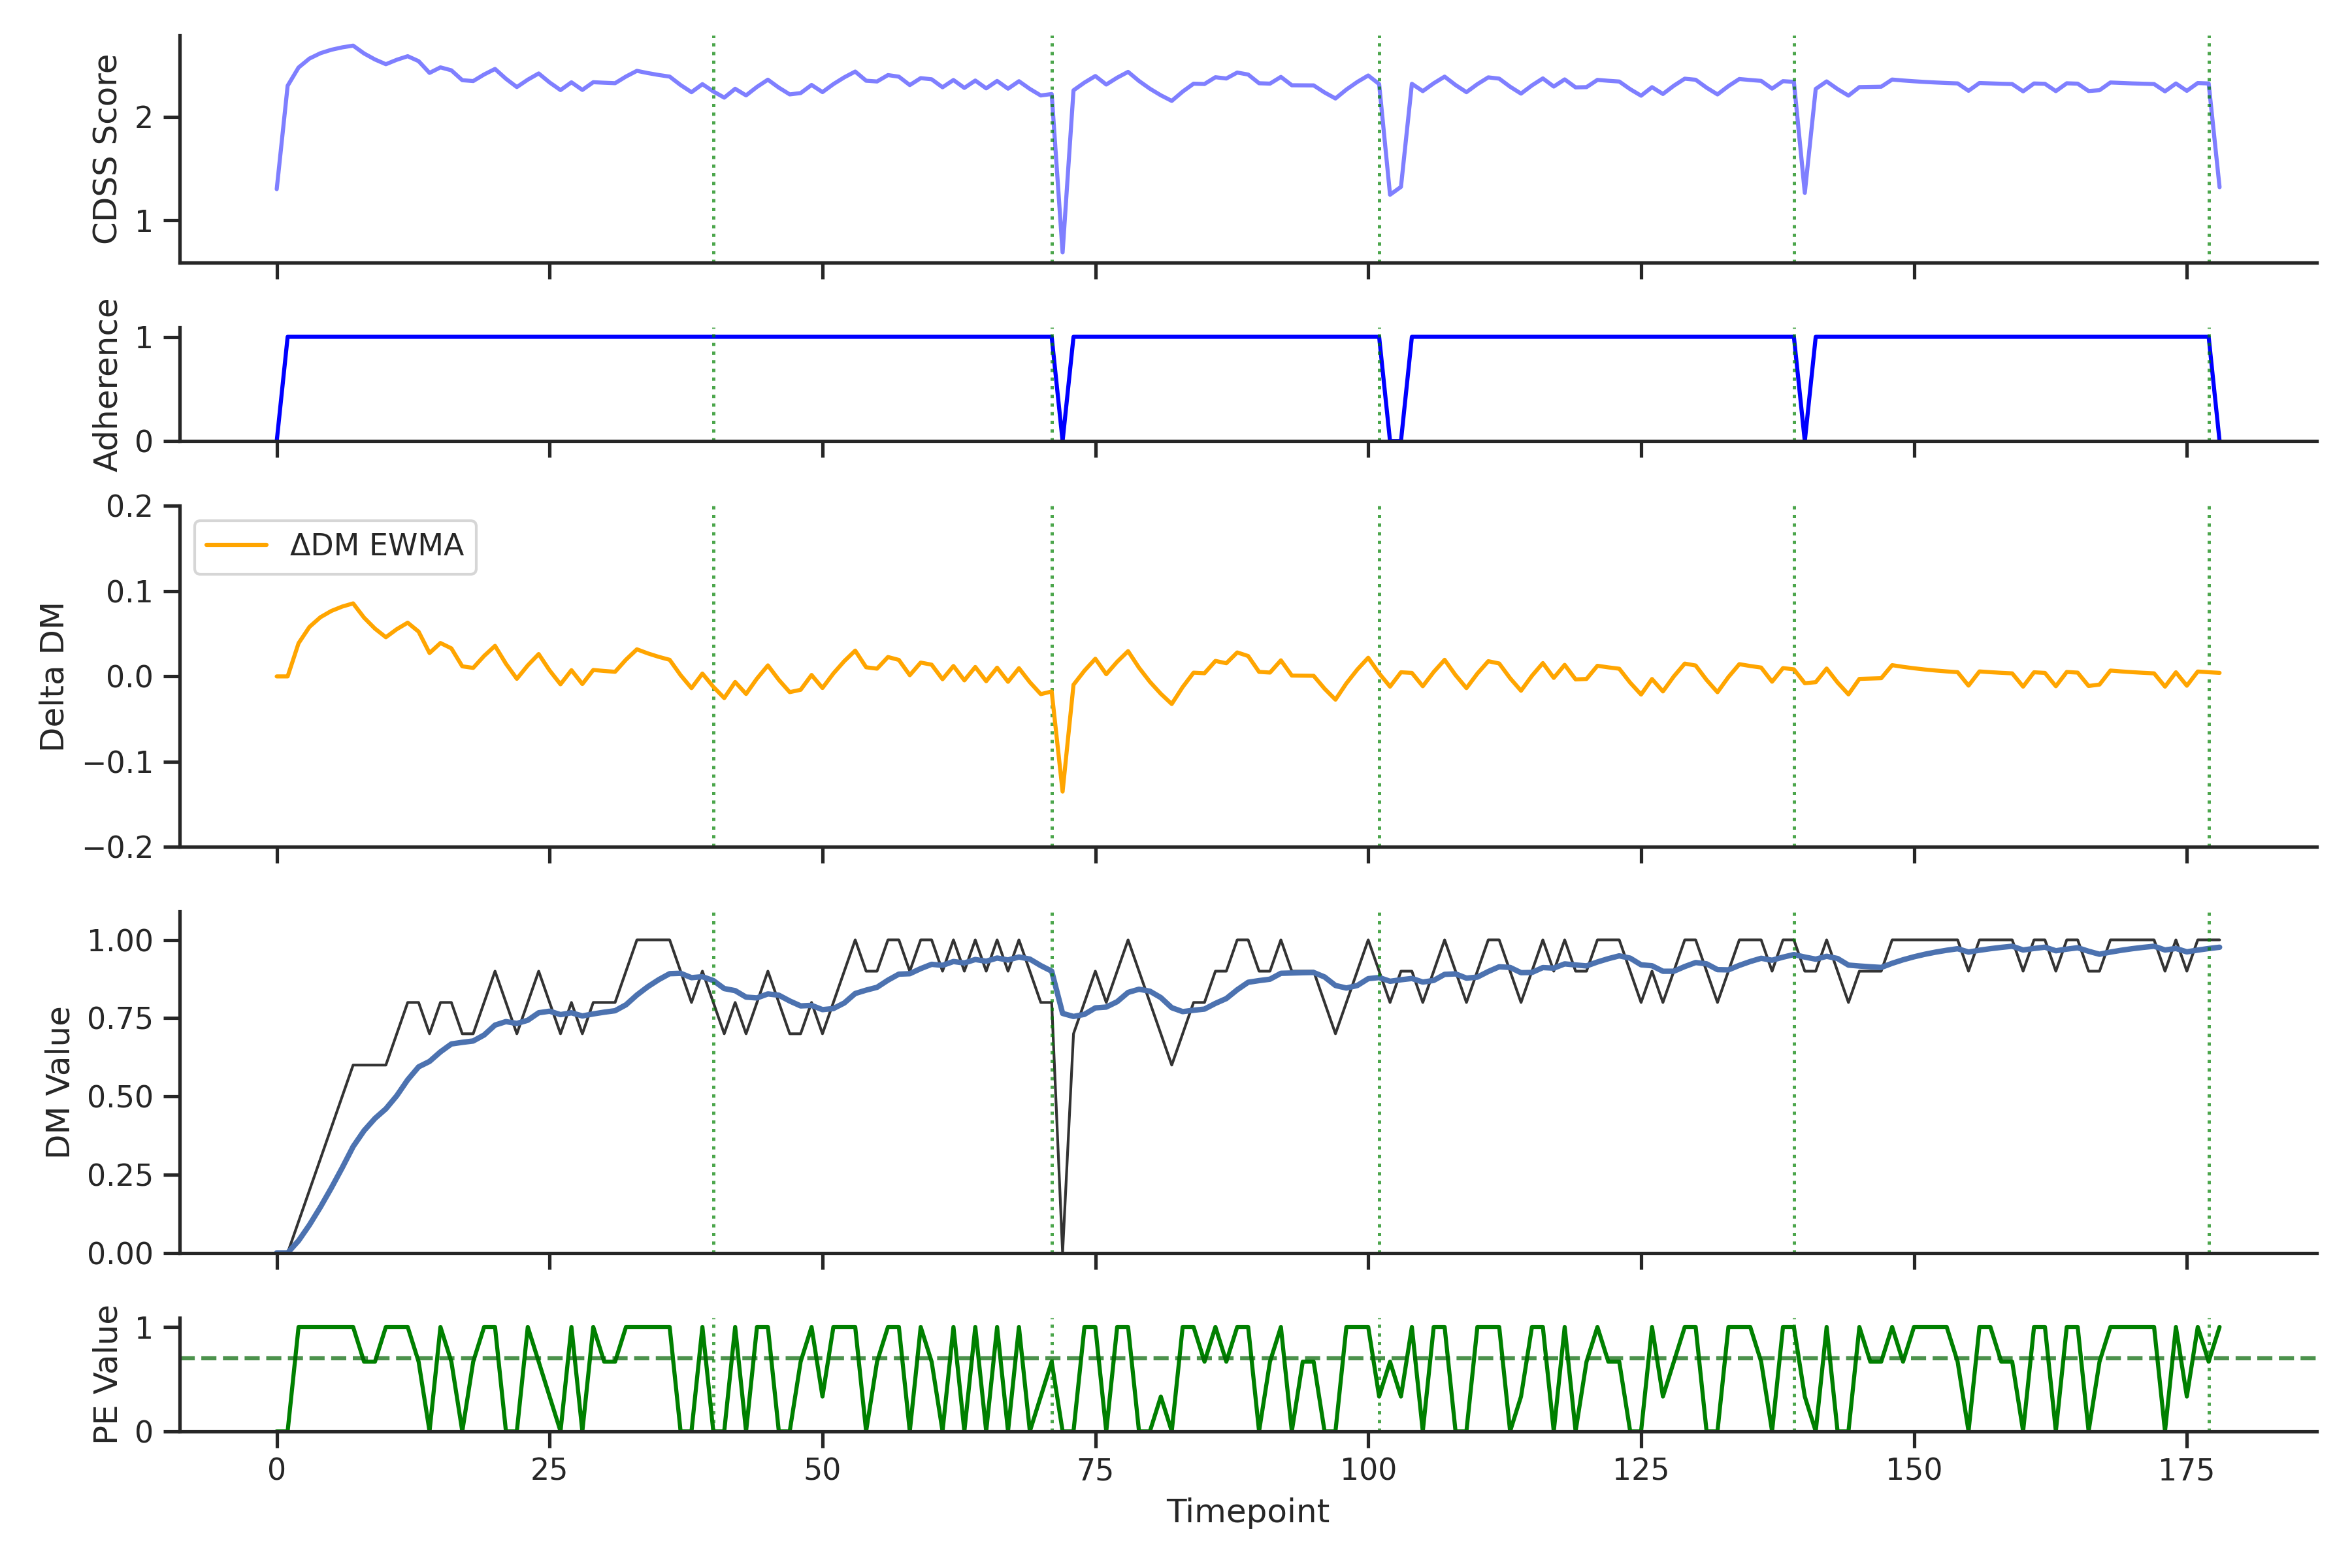 CDSS Score
2
1
Adherence
1
0
Delta DM
0.2
0.1
0.0
−0.1
−0.2
ΔDM EWMA
DM Value
1.00
0.75
0.50
0.25
0.00
PE Value
1
0
0 25 50 75 100 125 150 175
Timepoint